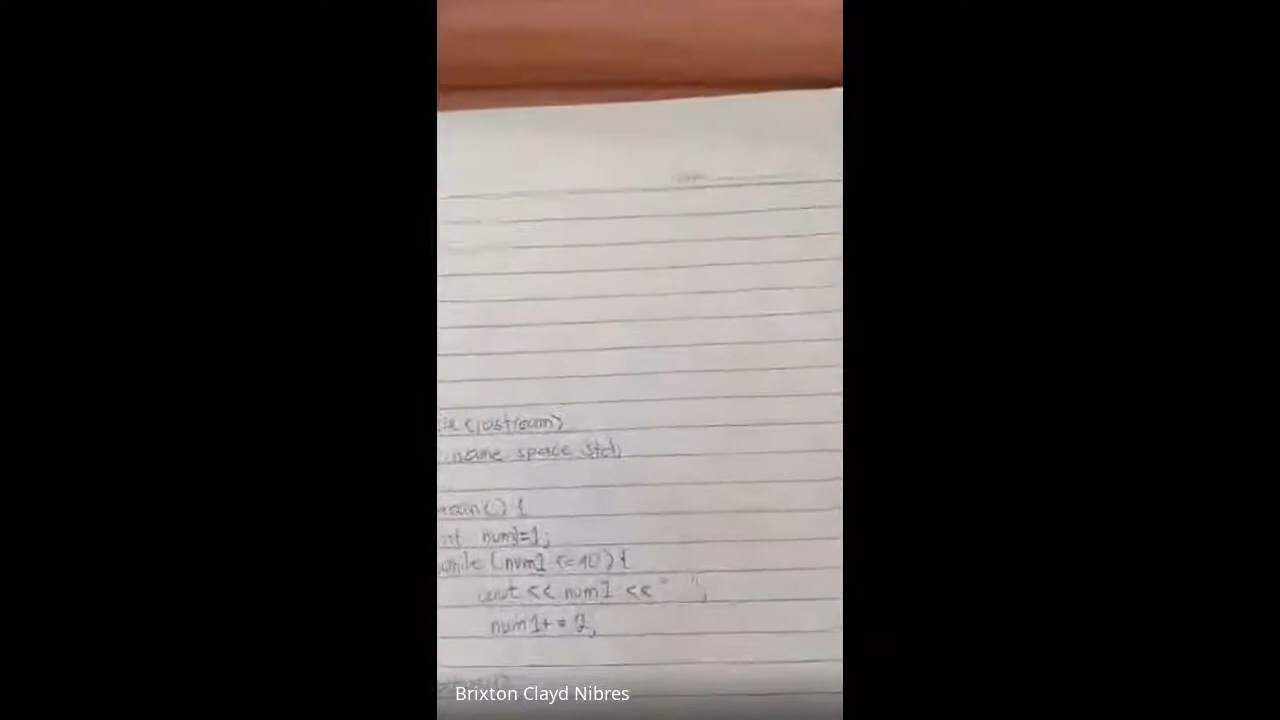 <iostream>
name space std;
main() {
int num1=1;
while (num1 <=10) {
cout << num1 << "  ";
num1+ = 2;
Brixton Clayd Nibres